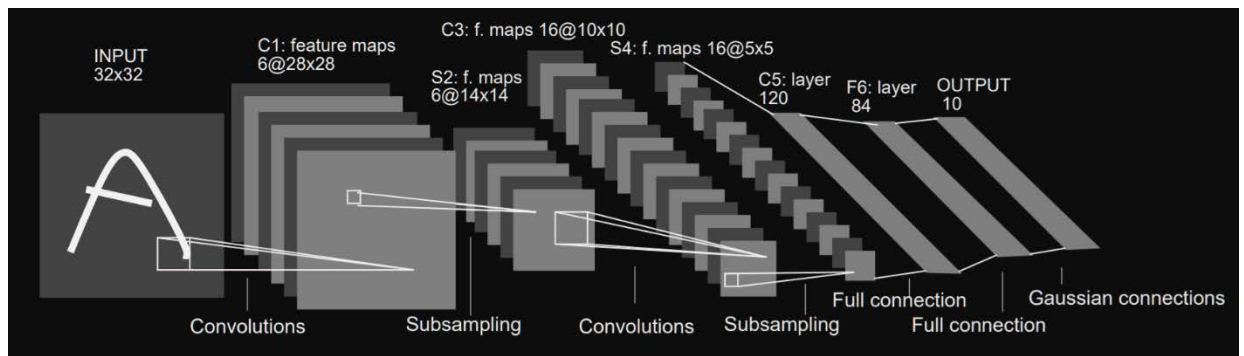 INPUT
32x32
C1: feature maps
6@28x28
S2: f. maps
6@14x14
C3: f. maps 16@10x10
S4: f. maps 16@5x5
C5: layer
120
F6: layer
84
OUTPUT
10
Convolutions
Subsampling
Convolutions
Subsampling
Full connection
Full connection
Gaussian connections